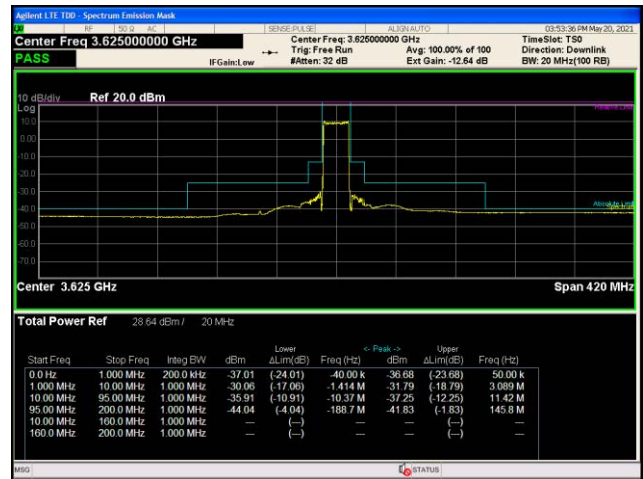 Agilent LTE TDD - Spectrum Emission Mask
RF 50 Ω AC SENSE:PULSE ALIGN AUTO 03:53:36 PM May 20, 2021
Center Freq 3.625000000 GHz Center Freq: 3.625000000 GHz TimeSlot: TS0
Trig: Free Run Avg: 100.00% of 100 Direction: Downlink
PASS IFGain:Low #Atten: 32 dB Ext Gain: -12.64 dB BW: 20 MHz(100 RB)
10 dB/div Ref 20.0 dBm
Log
10.0
0.00
-10.0
-20.0
-30.0
-40.0
-50.0
-60.0
-70.0
Relative Limit
Absolute Limit
Center 3.625 GHz Span 420 MHz
Total Power Ref 28.64 dBm / 20 MHz
Lower <- Peak -> Upper
Start Freq Stop Freq Integ BW dBm ΔLim(dB) Freq (Hz) dBm ΔLim(dB) Freq (Hz)
0.0 Hz 1.000 MHz 200.0 kHz -37.01 (-24.01) -40.00 k -36.68 (-23.68) 50.00 k
1.000 MHz 10.00 MHz 1.000 MHz -30.06 (-17.06) -1.414 M -31.79 (-18.79) 3.089 M
10.00 MHz 95.00 MHz 1.000 MHz -35.91 (-10.91) -10.37 M -37.25 (-12.25) 11.42 M
95.00 MHz 200.0 MHz 1.000 MHz -44.04 (-4.04) -188.7 M -41.83 (-1.83) 145.8 M
10.00 MHz 160.0 MHz 1.000 MHz --- (---) --- (---)
160.0 MHz 200.0 MHz 1.000 MHz --- (---) --- (---)
MSG STATUS